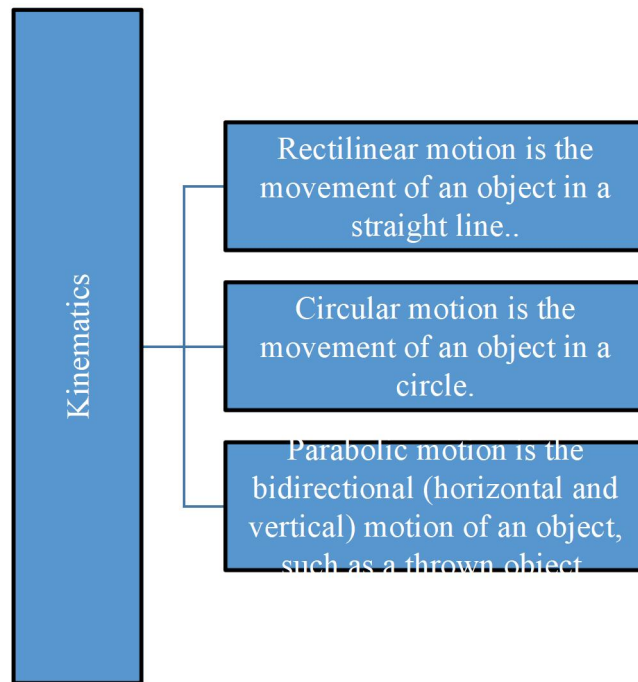 Kinematics
Rectilinear motion is the
movement of an object in a
straight line..
Circular motion is the
movement of an object in a
circle.
Parabolic motion is the
bidirectional (horizontal and
vertical) motion of an object,
such as a thrown object